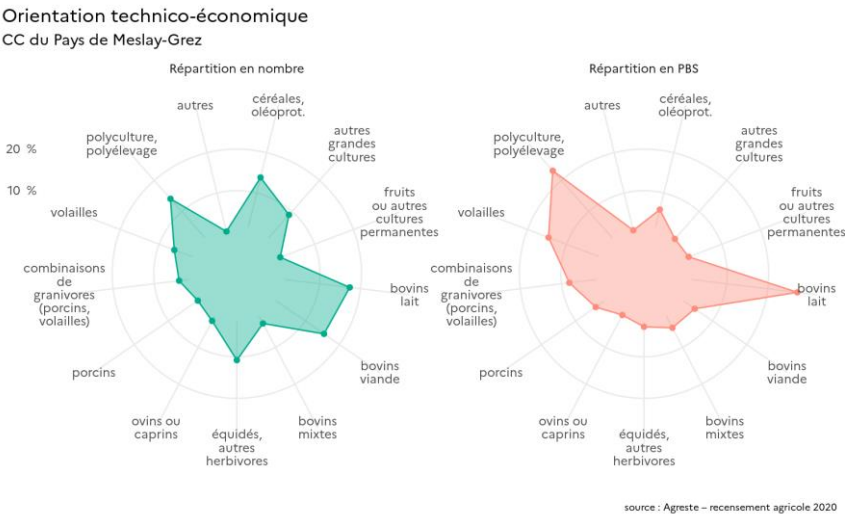 Orientation technico-économique
CC du Pays de Meslay-Grez
Répartition en nombre
autres
céréales,
oléoprot.
autres
grandes
cultures
fruits
ou autres
cultures
permanentes
bovins
lait
bovins
viande
bovins
mixtes
équidés,
autres
herbivores
ovins ou
caprins
porcins
combinaisons
de
granivores
(porcins,
volailles)
volailles
polyculture,
polyélevage
20 %
10 %
Répartition en PBS
autres
céréales,
oléoprot.
autres
grandes
cultures
fruits
ou autres
cultures
permanentes
bovins
lait
bovins
viande
bovins
mixtes
équidés,
autres
herbivores
ovins ou
caprins
porcins
combinaisons
de
granivores
(porcins,
volailles)
volailles
polyculture,
polyélevage
source : Agreste – recensement agricole 2020